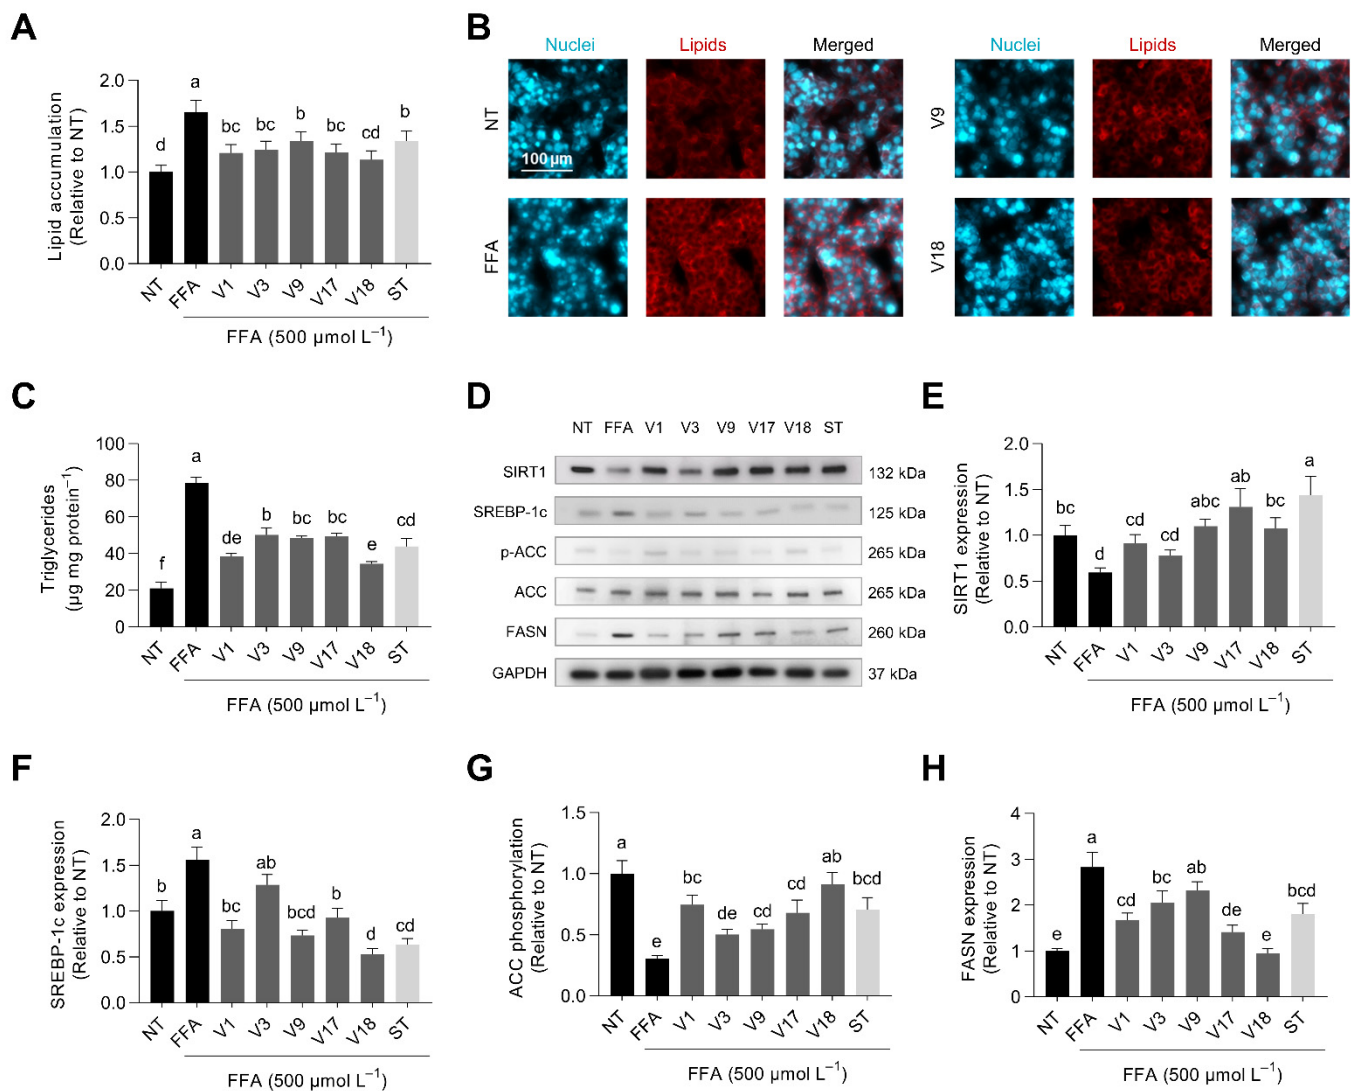 A
Lipid accumulation
(Relative to NT)
2.0
1.5
1.0
0.5
0.0
a
b
b
bc
bc
bc
cd
d
NT
FFA
V1
V3
V9
V17
V18
ST
FFA (500 µmol L⁻¹)
B
Nuclei
Lipids
Merged
Nuclei
Lipids
Merged
NT
100 µm
V9
FFA
V18
C
Triglycerides
(µg mg protein⁻¹)
100
80
60
40
20
0
f
a
de
b
bc
bc
e
cd
NT
FFA
V1
V3
V9
V17
V18
ST
FFA (500 µmol L⁻¹)
D
NT FFA V1 V3 V9 V17 V18 ST
SIRT1 132 kDa
SREBP-1c 125 kDa
p-ACC 265 kDa
ACC 265 kDa
FASN 260 kDa
GAPDH 37 kDa
E
SIRT1 expression
(Relative to NT)
2.0
1.5
1.0
0.5
0.0
bc
d
cd
cd
abc
ab
bc
a
NT
FFA
V1
V3
V9
V17
V18
ST
FFA (500 µmol L⁻¹)
F
SREBP-1c expression
(Relative to NT)
2.0
1.5
1.0
0.5
0.0
b
a
bc
ab
bcd
b
d
cd
NT
FFA
V1
V3
V9
V17
V18
ST
FFA (500 µmol L⁻¹)
G
ACC phosphorylation
(Relative to NT)
1.5
1.0
0.5
0.0
a
e
bc
de
cd
cd
ab
bcd
NT
FFA
V1
V3
V9
V17
V18
ST
FFA (500 µmol L⁻¹)
H
FASN expression
(Relative to NT)
4
3
2
1
0
e
a
cd
bc
ab
de
e
bcd
NT
FFA
V1
V3
V9
V17
V18
ST
FFA (500 µmol L⁻¹)